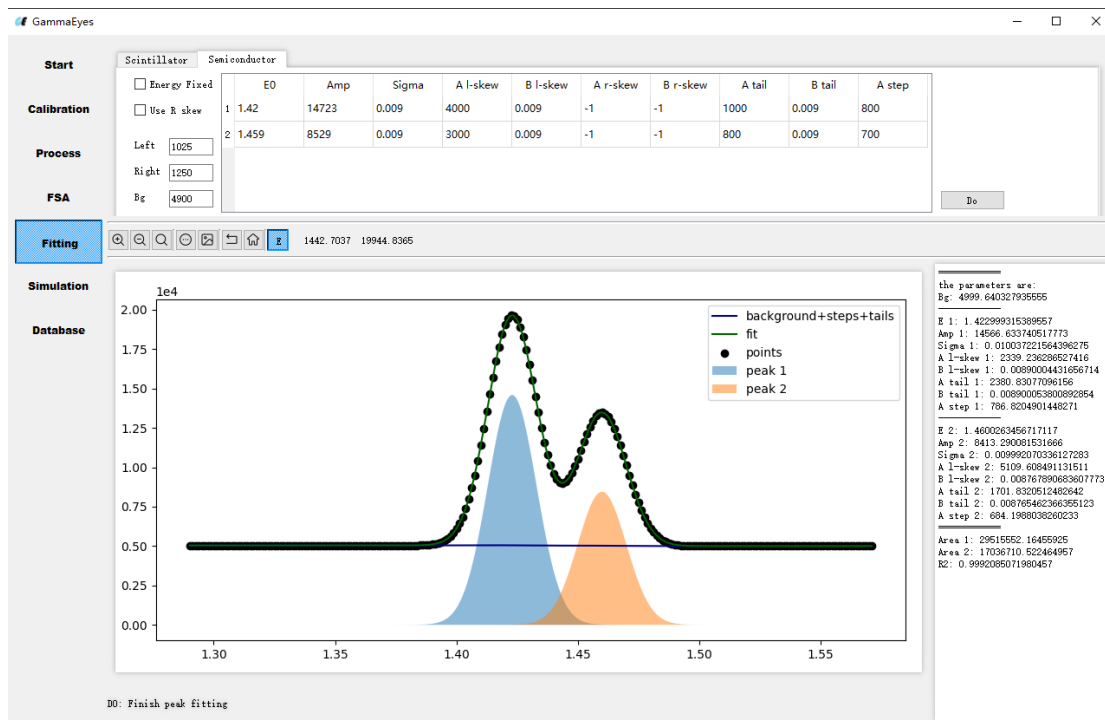 GammaEyes
Start
Calibration
Process
FSA
Fitting
Simulation
Database
Scintillator Semiconductor
Energy Fixed
Use R skew
Left 1025
Right 1250
Bg 4900
E0 Amp Sigma A l-skew B l-skew A r-skew B r-skew A tail B tail A step
1 1.42 14723 0.009 4000 0.009 -1 -1 1000 0.009 800
2 1.459 8529 0.009 3000 0.009 -1 -1 800 0.009 700
Do
E 1442.7037 19944.8365
1e4
2.00
1.75
1.50
1.25
1.00
0.75
0.50
0.25
0.00
1.30 1.35 1.40 1.45 1.50 1.55
background+steps+tails
fit
points
peak 1
peak 2
the parameters are:
Bg: 4999.640327935555
E 1: 1.422999315389557
Amp 1: 14566.633740517773
Sigma 1: 0.010037221564396275
A l-skew 1: 2339.236286527416
B l-skew 1: 0.00890004431656714
A tail 1: 2380.83077096156
B tail 1: 0.008900053800892854
A step 1: 786.8204901448271
E 2: 1.4600263456717117
Amp 2: 8413.290081531666
Sigma 2: 0.009992070336127283
A l-skew 2: 5109.608491131511
B l-skew 2: 0.008767890683607773
A tail 2: 1701.8320512482642
B tail 2: 0.008765462366355123
A step 2: 684.1988038260233
Area 1: 29515552.16455925
Area 2: 17036710.522464957
R2: 0.9992085071980457
DO: Finish peak fitting